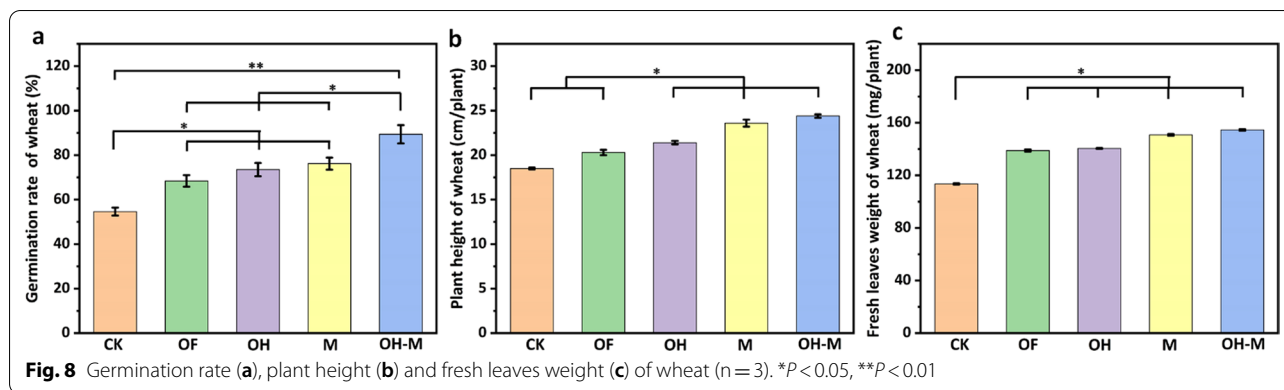 a
Germination rate of wheat (%)
120
100
80
60
40
20
0
**
*
*
CK OF OH M OH-M
b
Plant height of wheat (cm/plant)
30
25
20
15
10
5
0
*
CK OF OH M OH-M
c
Fresh leaves weight of wheat (mg/plant)
200
160
120
80
40
0
*
CK OF OH M OH-M
Fig. 8 Germination rate (a), plant height (b) and fresh leaves weight (c) of wheat (n = 3). *P < 0.05, **P < 0.01